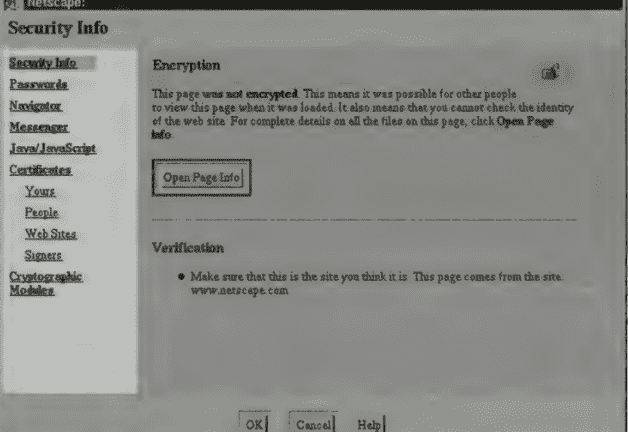 Netscape:
Security Info
Security Info
Passwords
Navigator
Messenger
Java/JavaScript
Certificates
Yours
People
Web Sites
Signers
Cryptographic
Modules
Encryption
This page was not encrypted. This means it was possible for other people
to view this page when it was loaded. It also means that you cannot check the identity
of the web site. For complete details on all the files on this page, click Open Page
Info
Open Page Info
Verification
Make sure that this is the site you think it is. This page comes from the site:
www.netscape.com
OK
Cancel
Help